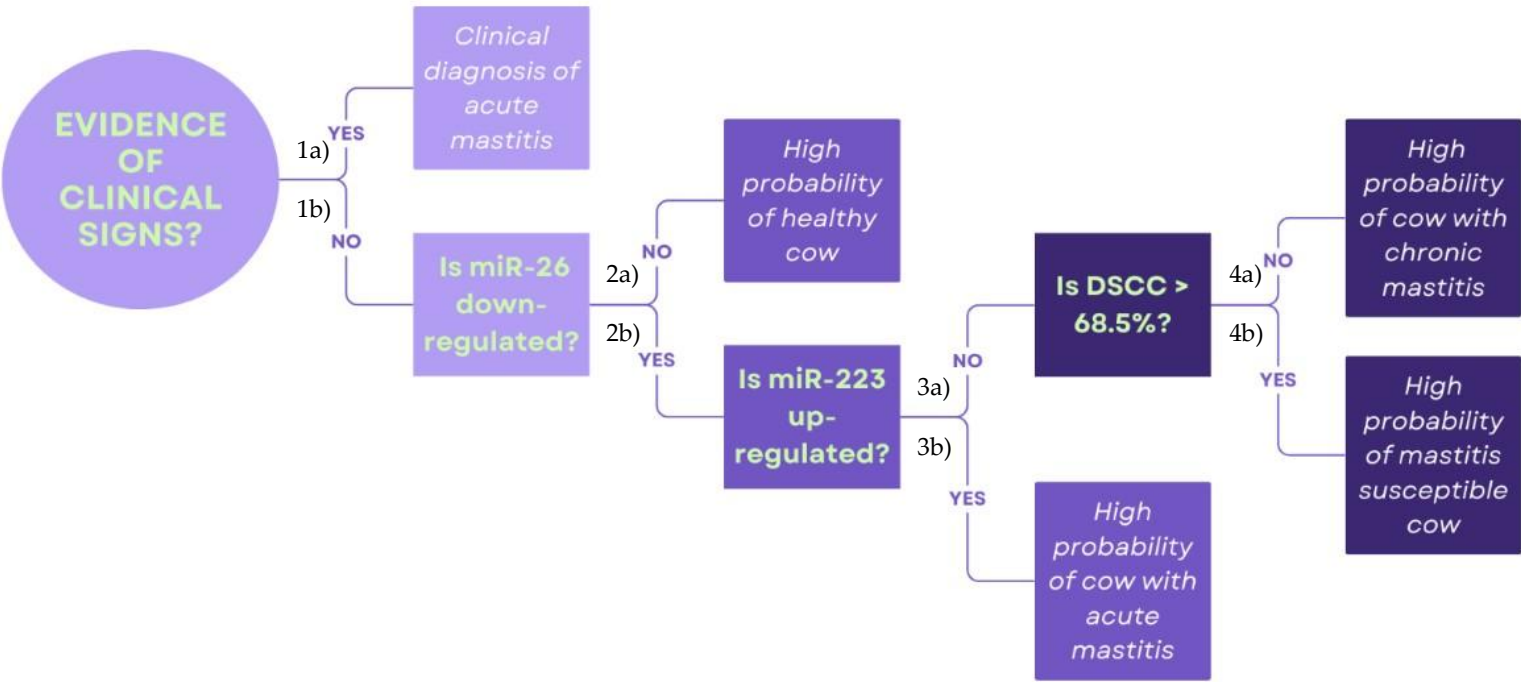 EVIDENCE
OF
CLINICAL
SIGNS?
1a)
YES
1b)
NO
Clinical
diagnosis of
acute
mastitis
Is miR-26
down-
regulated?
2a)
NO
2b)
YES
High
probability
of healthy
cow
Is miR-223
up-
regulated?
3a)
NO
3b)
YES
Is DSCC >
68.5%?
High
probability
of cow with
acute
mastitis
4a)
NO
4b)
YES
High
probability
of cow with
chronic
mastitis
High
probability
of mastitis
susceptible
cow